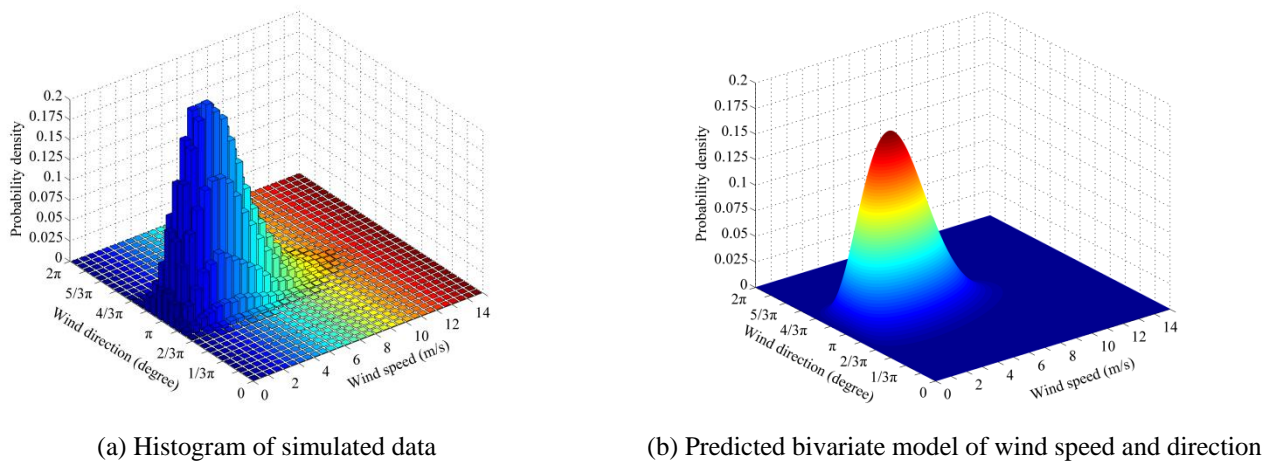 0.2
0.175
0.15
0.125
0.1
0.075
0.05
0.025
0
Probability density
2π
5/3π
4/3π
π
2/3π
1/3π
0
Wind direction (degree)
0
2
4
6
8
10
12
14
Wind speed (m/s)
(a) Histogram of simulated data
0.2
0.175
0.15
0.125
0.1
0.075
0.05
0.025
0
Probability density
2π
5/3π
4/3π
π
2/3π
1/3π
0
Wind direction (degree)
0
2
4
6
8
10
12
14
Wind speed (m/s)
(b) Predicted bivariate model of wind speed and direction